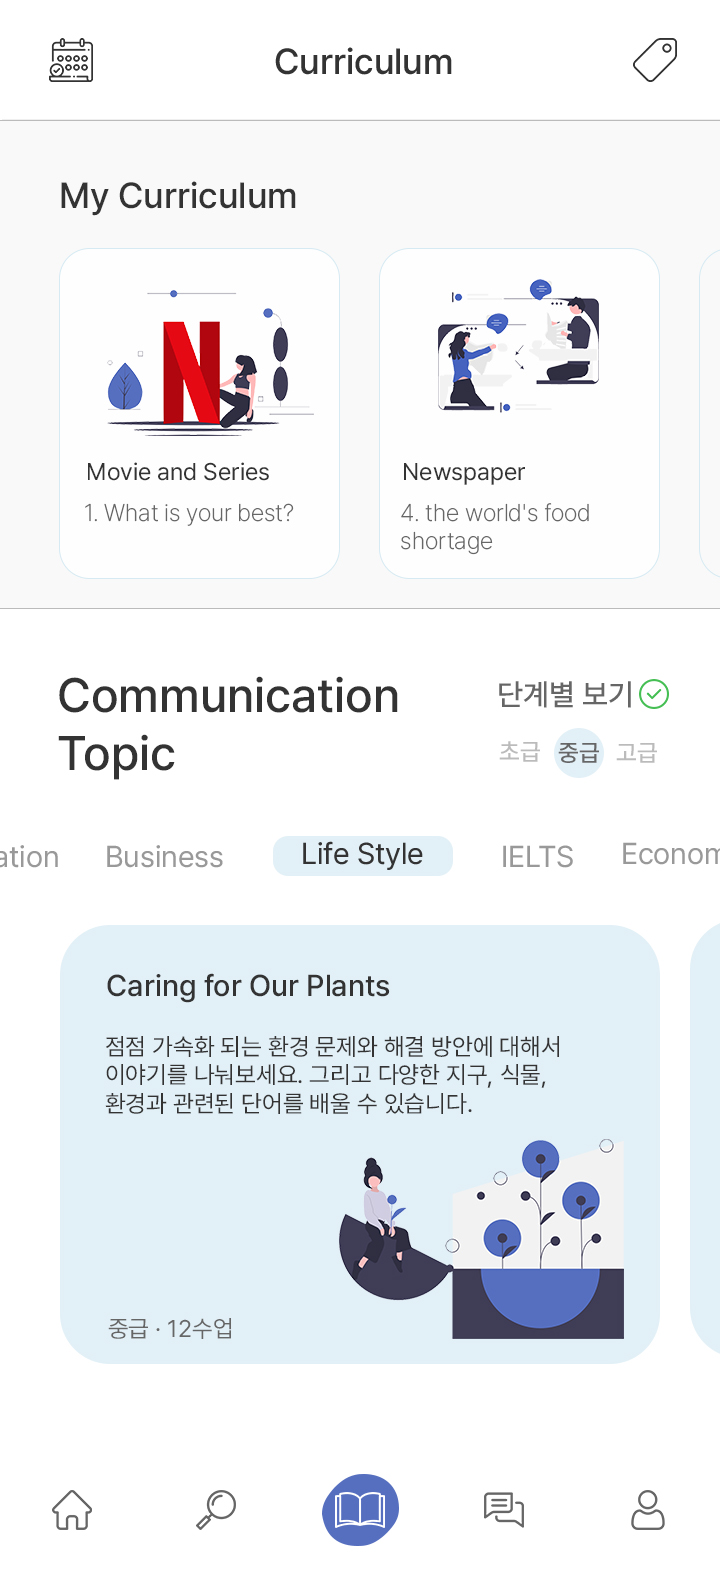 Curriculum
My Curriculum
N
Movie and Series
1. What is your best?
Newspaper
4. the world's food
shortage
Communication
Topic
단계별 보기
초급 중급 고급
ation Business Life Style IELTS Econom
Caring for Our Plants
점점 가속화 되는 환경 문제와 해결 방안에 대해서
이야기를 나눠보세요. 그리고 다양한 지구, 식물,
환경과 관련된 단어를 배울 수 있습니다.
중급 · 12수업